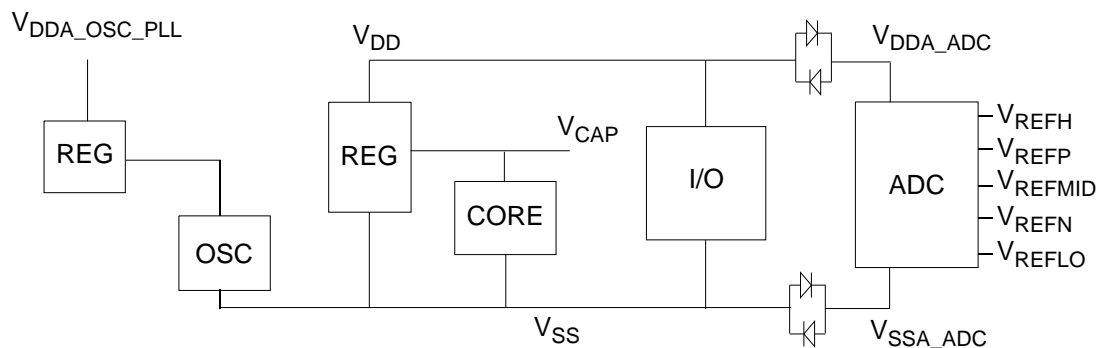 VDDA_OSC_PLL
VDD
VDDA_ADC
REG
REG
VCAP
CORE
I/O
ADC
VREFH
VREFP
VREFMID
VREFN
VREFLO
OSC
VSS
VSSA_ADC